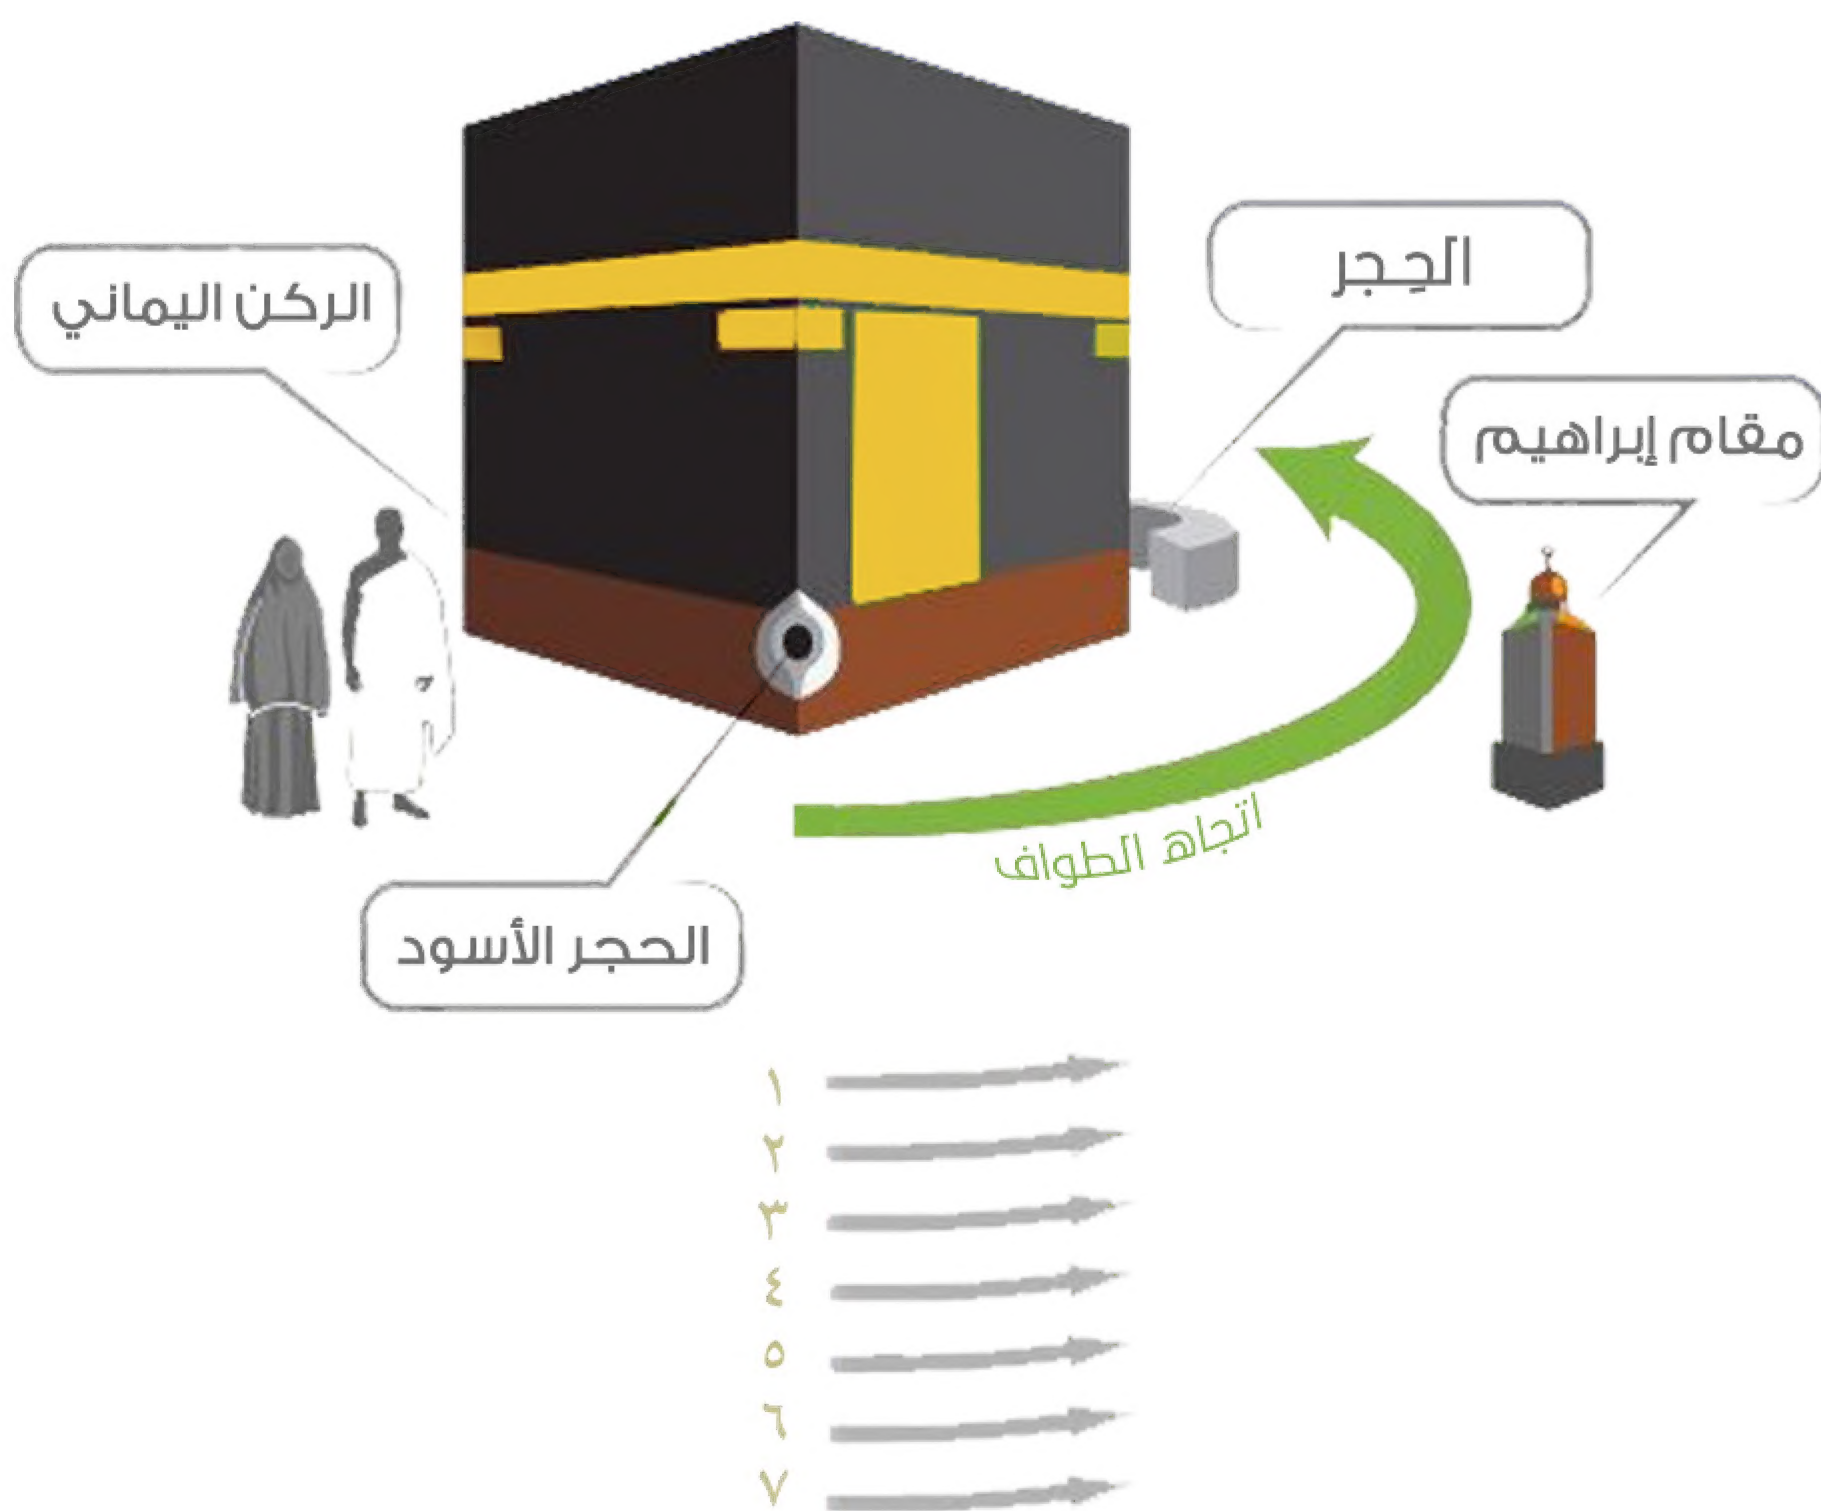 الحِجر
الركن اليماني
مقام إبراهيم
اتجاه الطواف
الحجر الأسود
١
٢
٣
٤
٥
٦
٧